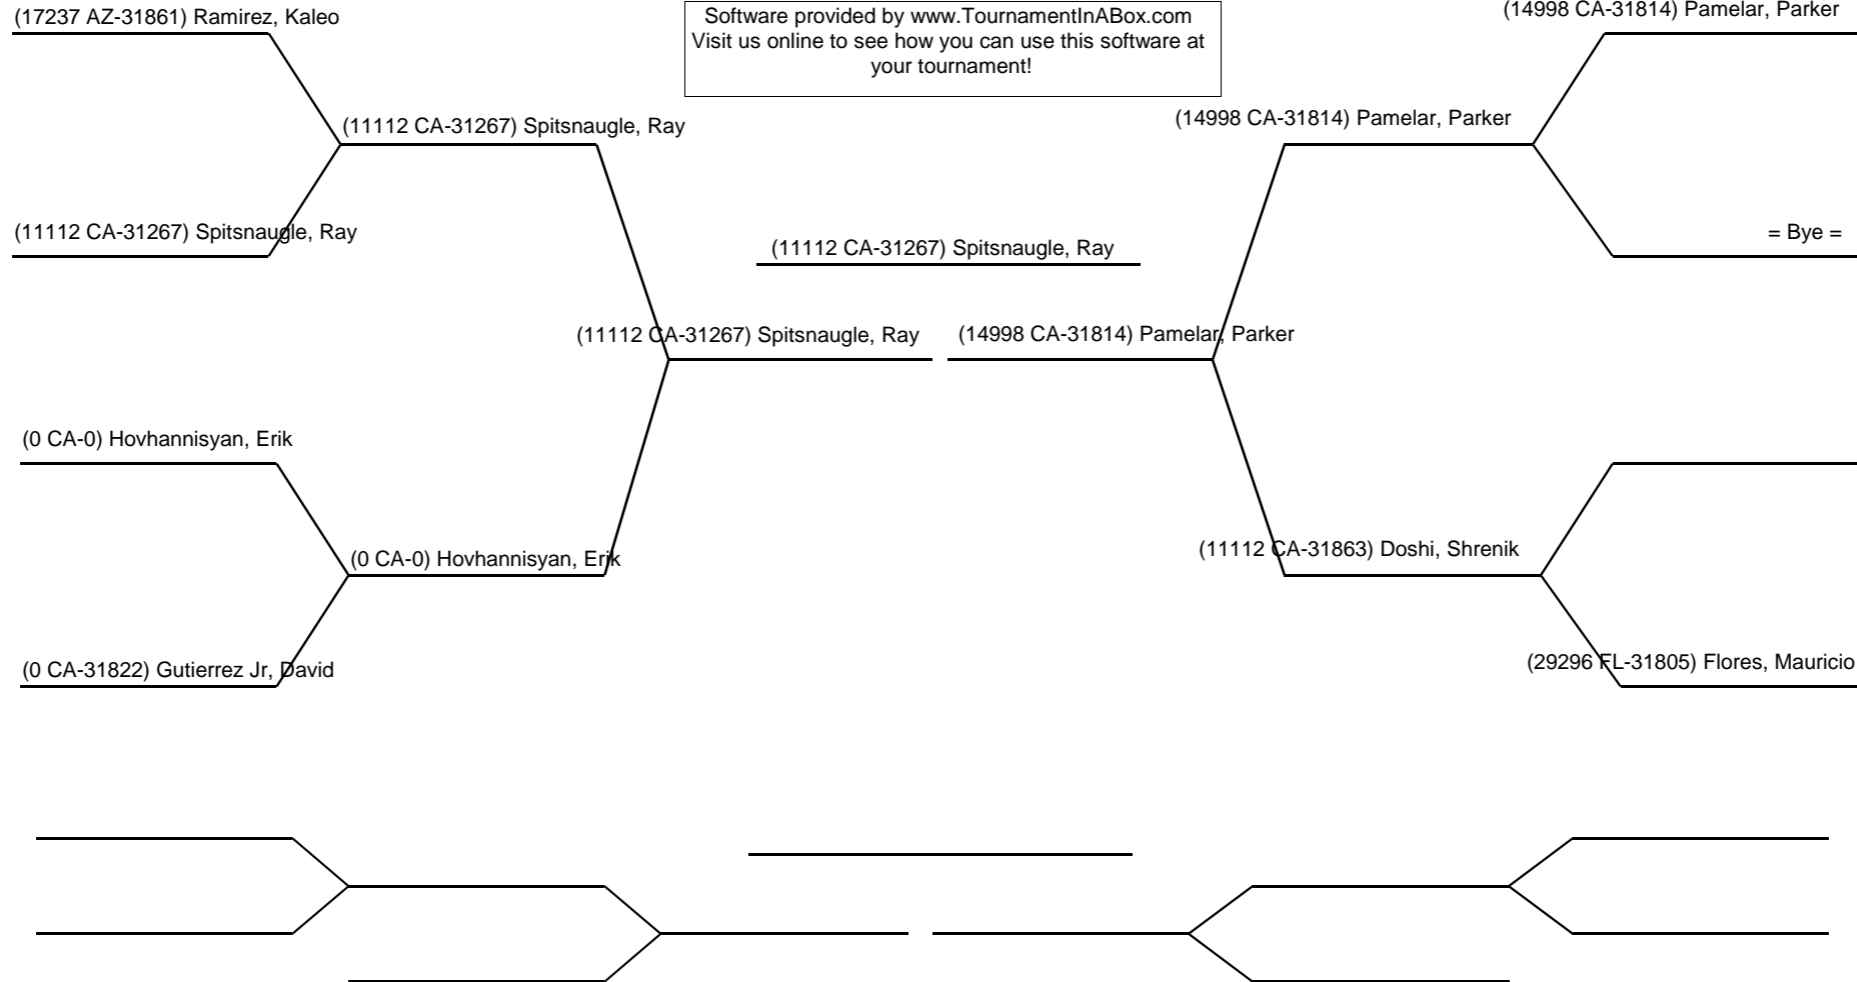 (17237 AZ-31861) Ramirez, Kaleo
Software provided by www.TournamentInABox.com
Visit us online to see how you can use this software at
your tournament!
(14998 CA-31814) Pamelar, Parker
(11112 CA-31267) Spitsnaugle, Ray
(14998 CA-31814) Pamelar, Parker
(11112 CA-31267) Spitsnaugle, Ray
(11112 CA-31267) Spitsnaugle, Ray
= Bye =
(11112 CA-31267) Spitsnaugle, Ray
(14998 CA-31814) Pamelar, Parker
(0 CA-0) Hovhannisyan, Erik
(0 CA-0) Hovhannisyan, Erik
(11112 CA-31863) Doshi, Shrenik
(0 CA-31822) Gutierrez Jr, David
(29296 FL-31805) Flores, Mauricio